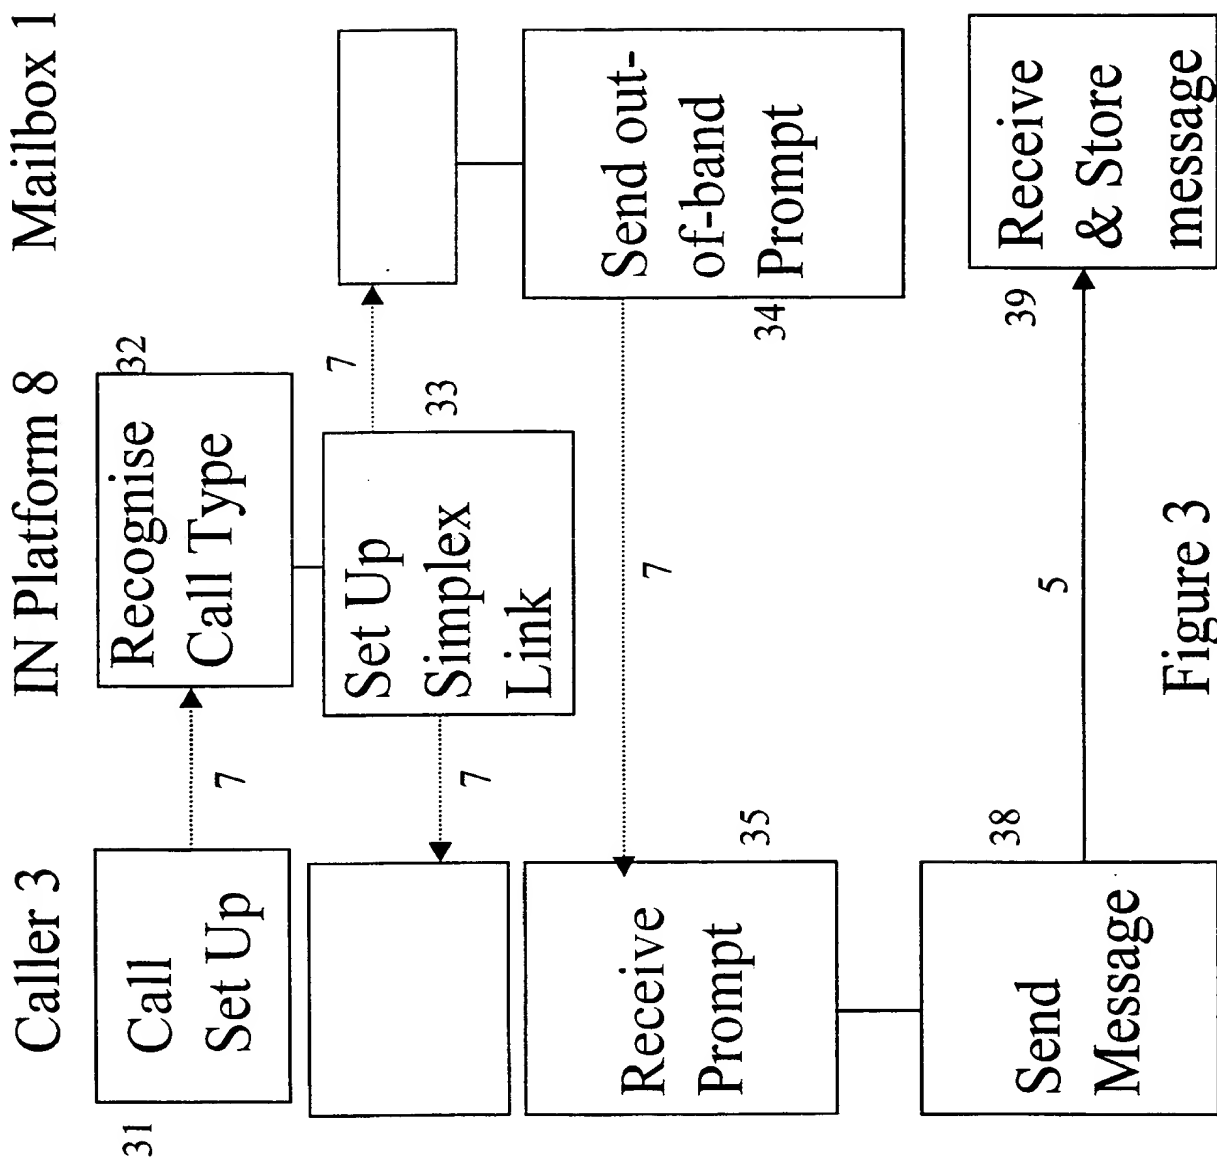 Caller 3
IN Platform 8
Mailbox 1
31
Call
Set Up
7
Recognise
Call Type
32
Set Up
Simplex
Link
33
7
7
Send out-
of-band
Prompt
34
7
Receive
Prompt
35
Send
Message
38
5
Receive
& Store
message
39
Figure 3